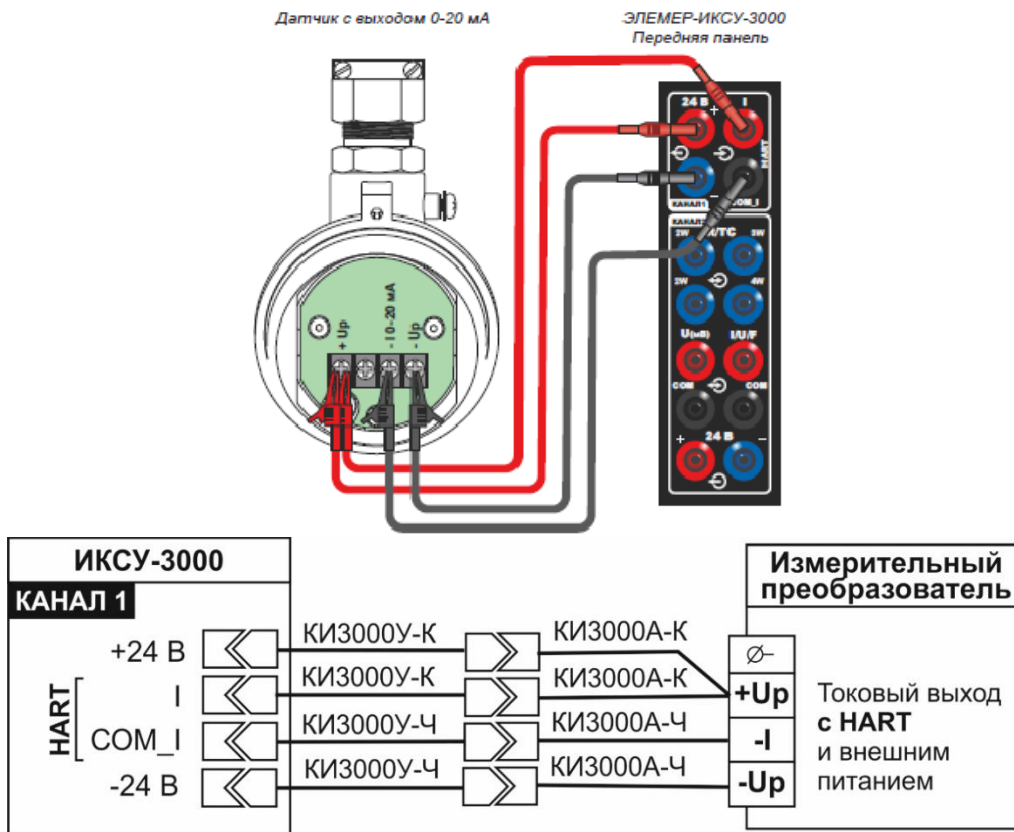 Датчик с выходом 0-20 мА
ЭЛЕМЕР-ИКСУ-3000
Передняя панель
24 В
+
I
HART
-
КАНАЛ1
COM_I
КАНАЛ2
2W
/TC
3W
2W
4W
U(мВ)
I/U/F
COM
COM
+
24 В
-
+ Up
- I 0-20 мА
- Up
ИКСУ-3000
КАНАЛ 1
+24 В
HART
I
COM_I
-24 В
КИ3000У-К
КИ3000У-К
КИ3000У-Ч
КИ3000У-Ч
КИ3000А-К
КИ3000А-К
КИ3000А-Ч
КИ3000А-Ч
Измерительный
преобразователь
+Up
-I
-Up
Токовый выход
с HART
и внешним
питанием